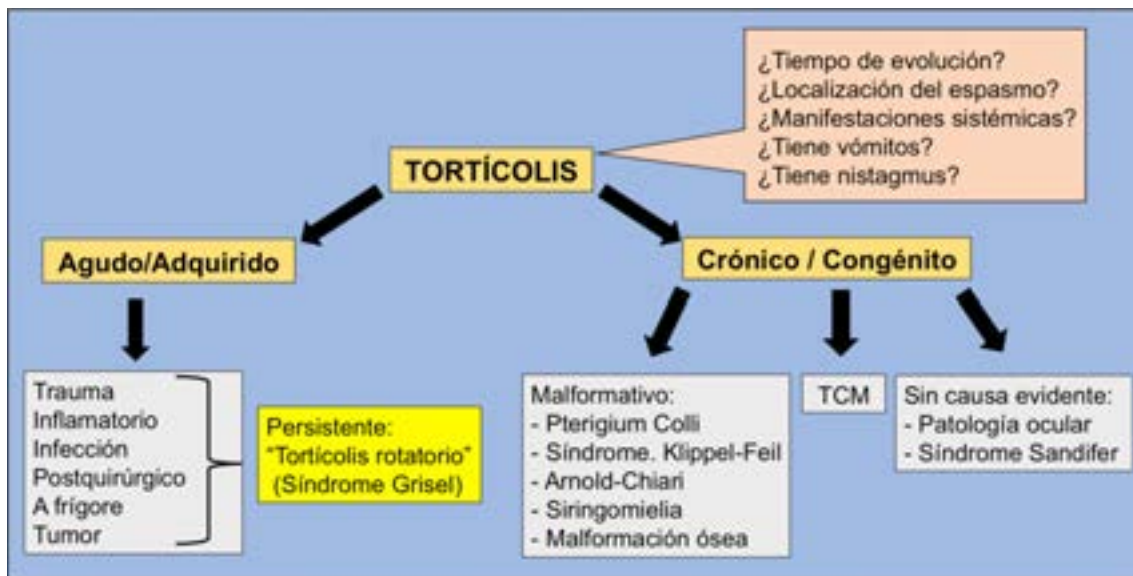 ¿Tiempo de evolución?
¿Localización del espasmo?
¿Manifestaciones sistémicas?
¿Tiene vómitos?
¿Tiene nistagmus?
TORTÍCOLIS
Agudo/Adquirido
Crónico / Congénito
Trauma
Inflamatorio
Infección
Postquirúrgico
A frígore
Tumor
Persistente:
“Tortícolis rotatorio”
(Síndrome Grisel)
Malformativo:
- Pterigium Colli
- Síndrome. Klippel-Feil
- Arnold-Chiari
- Siringomielia
- Malformación ósea
TCM
Sin causa evidente:
- Patología ocular
- Síndrome Sandifer